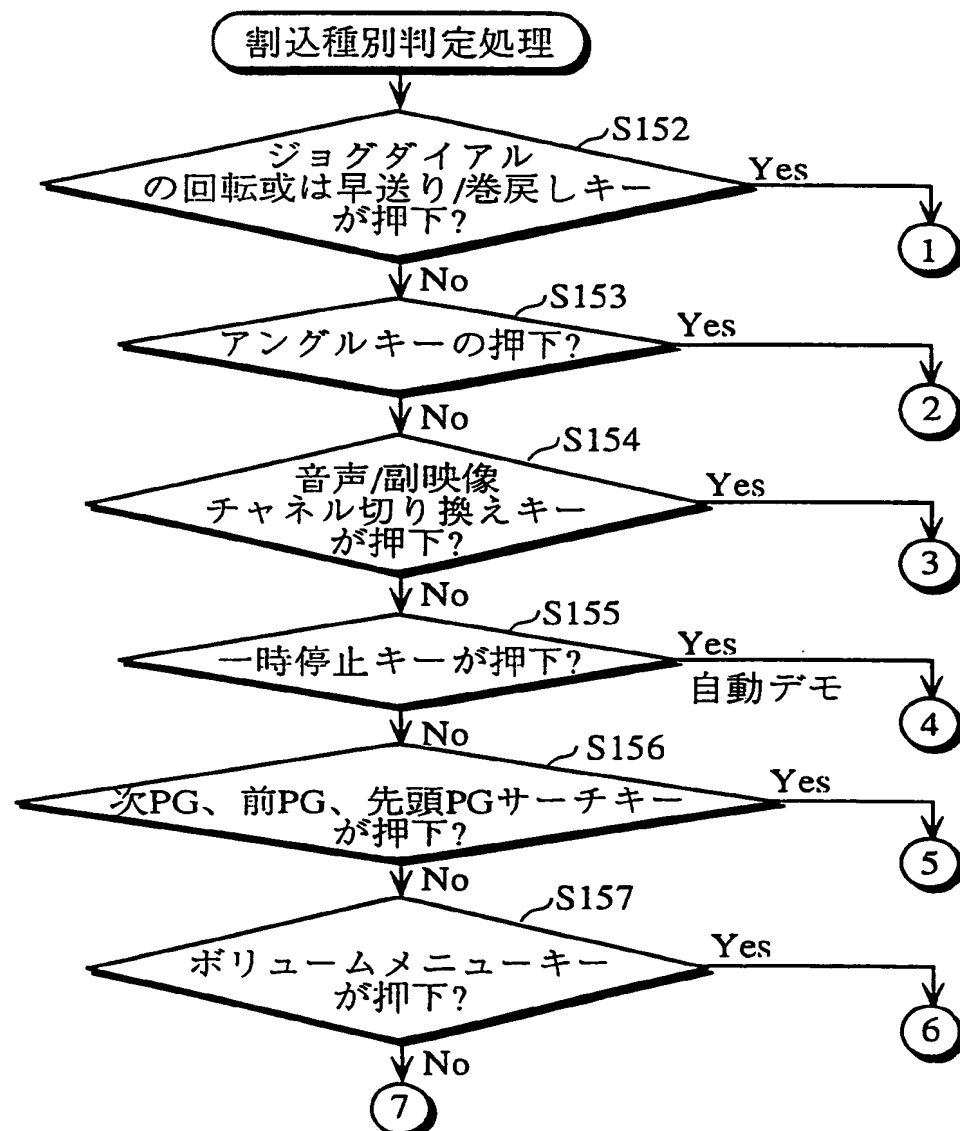 割込種別判定処理
S152
ジョグダイアル
の回転或は早送り/巻戻しキー
が押下?
Yes
1
No
S153
アングルキーの押下?
Yes
2
No
S154
音声/副映像
チャネル切り換えキー
が押下?
Yes
3
No
S155
一時停止キーが押下?
Yes
自動デモ
4
No
S156
次PG、前PG、先頭PGサーチキー
が押下?
Yes
5
No
S157
ボリュームメニューキー
が押下?
Yes
6
No
7